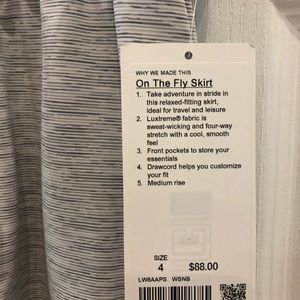 WHY WE MADE THIS
On The Fly Skirt
1. Take adventure in stride in
this relaxed-fitting skirt,
ideal for travel and leisure
2. Luxtreme® fabric is
sweat-wicking and four-way
stretch with a cool, smooth
feel
3. Front pockets to store your
essentials
4. Drawcord helps you customize
your fit
5. Medium rise
SIZE
4 $88.00
LW8AAPS WSNB